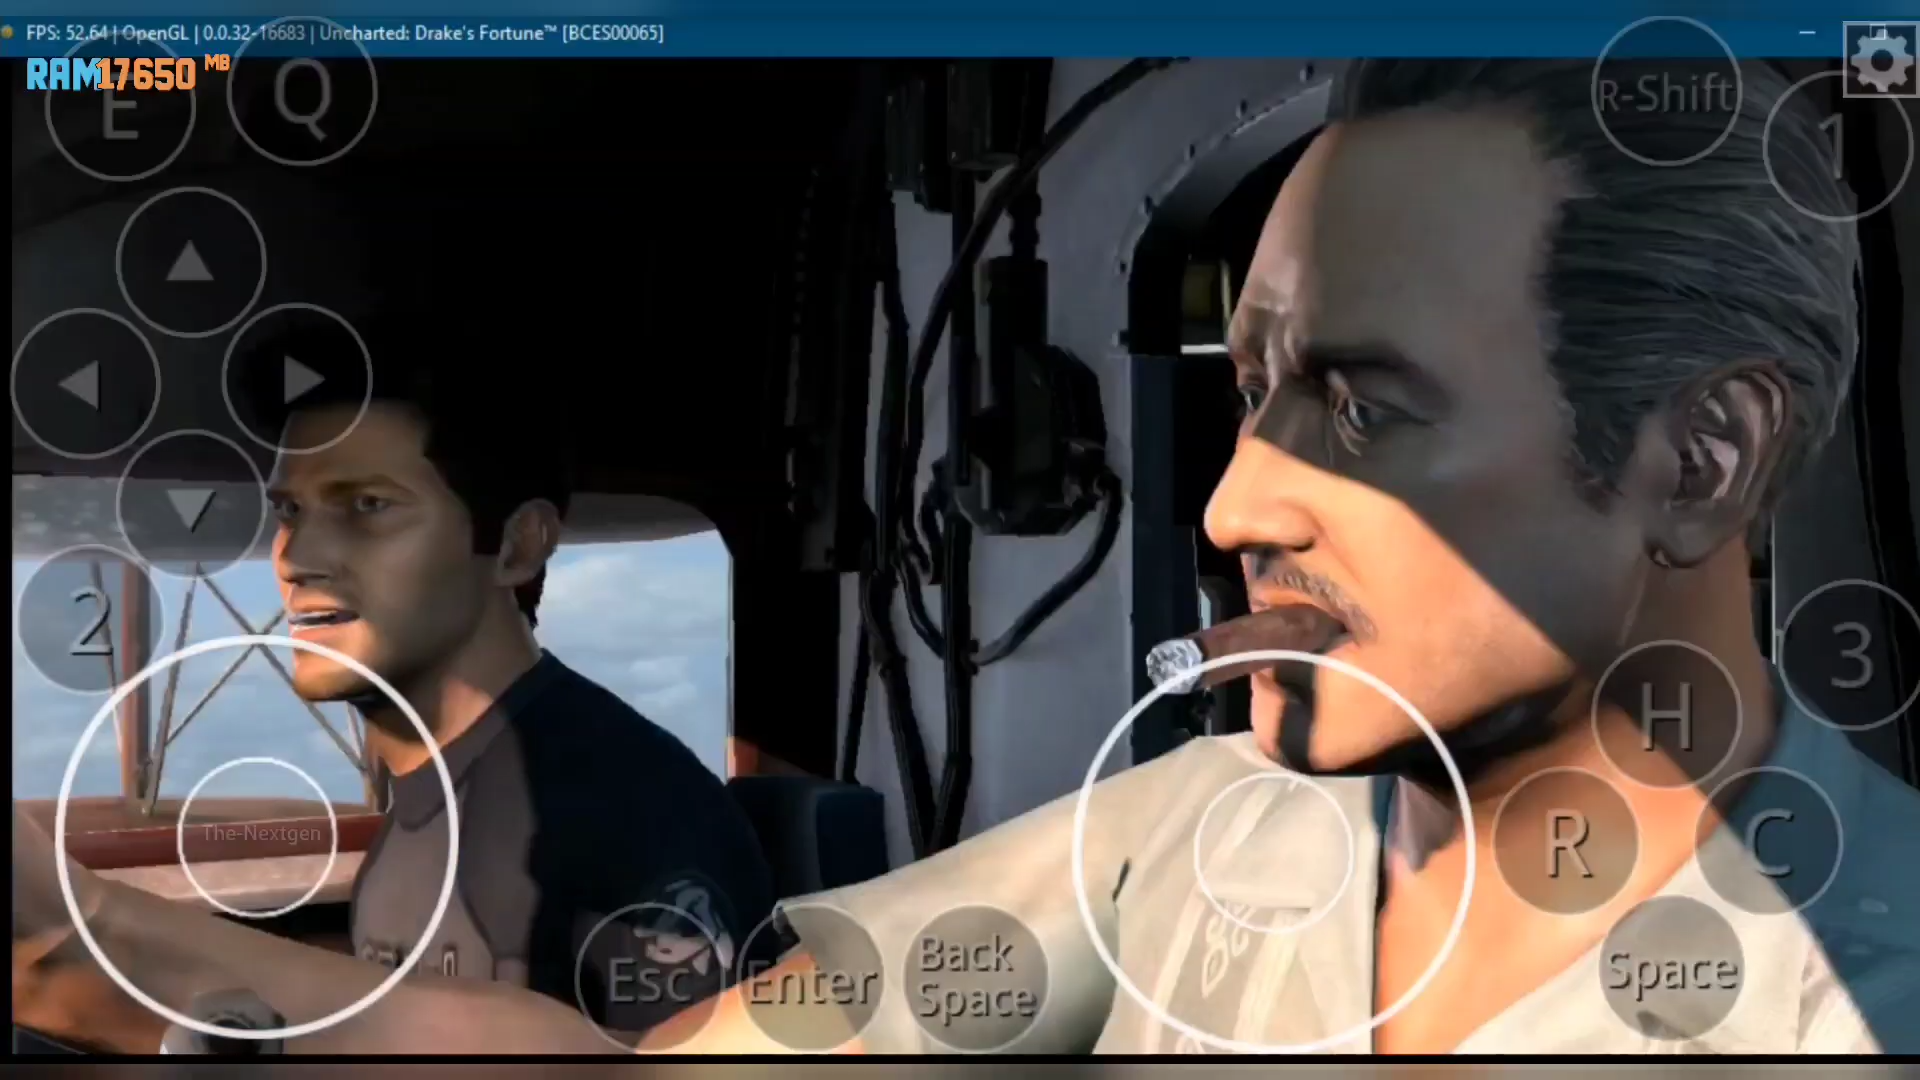 FPS: 52.64 | OpenGL | 0.0.32-16683 | Uncharted: Drake's Fortune™ [BCES00065]
RAM17650 MB
E
Q
R-Shift
1
2
3
The-Nextgen
H
R
C
Esc
Enter
Back
Space
Space